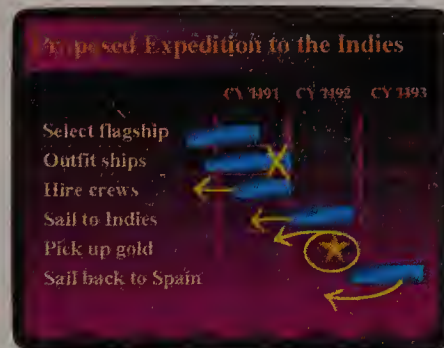 Proposed Expedition to the Indies
CY 1491 CY 1492 CY 1493
Select flagship
Outfit ships
Hire crews
Sail to Indies
Pick up gold
Sail back to Spain